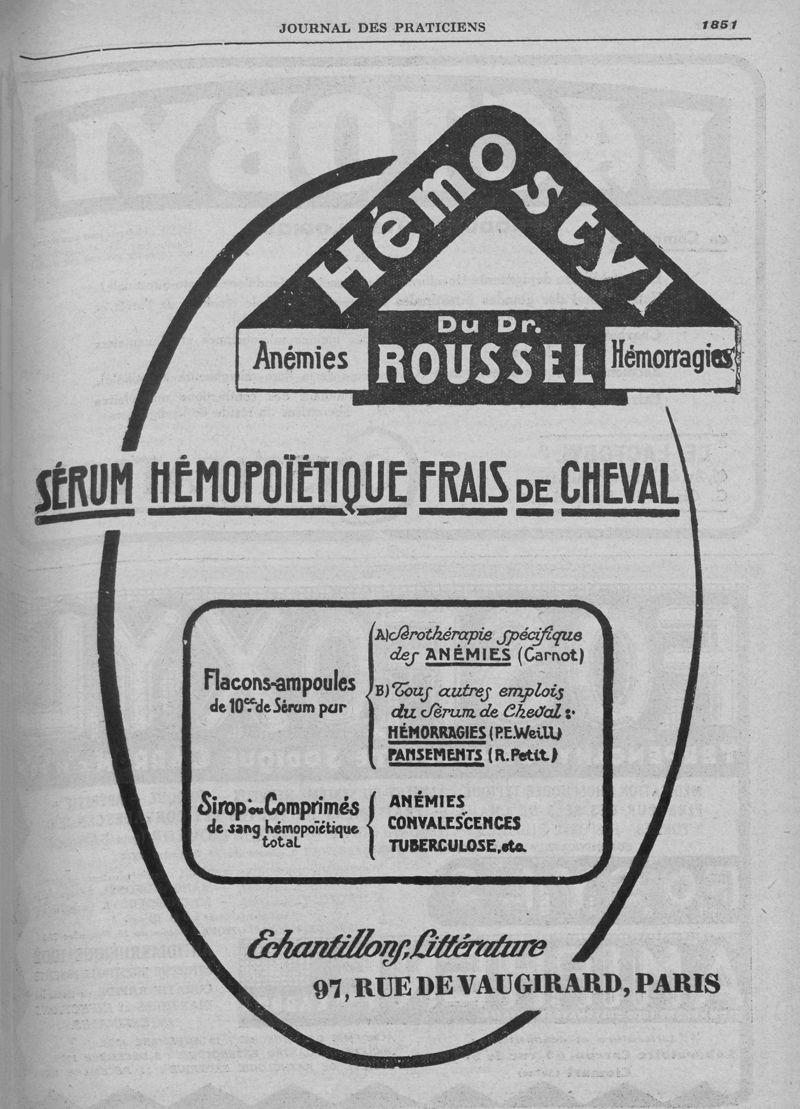 JOURNAL DES PRATICIENS
1851
Hémostyl
Du Dr.
ROUSSEL
Anémies
Hémorragies
SÉRUM HÉMOPOÏÉTIQUE FRAIS DE CHEVAL
Flacons-ampoules
de 10cc. de Sérum pur
A) Sérothérapie spécifique
des ANÉMIES (Carnot)
B) Tous autres emplois
du Sérum de Cheval :
HÉMORRAGIES (P.E.Weill)
PANSEMENTS (R.Petit)
Sirop ou Comprimés
de sang hémopoïétique
total
ANÉMIES
CONVALESCENCES
TUBERCULOSE, etc.
Échantillons, Littérature
97, RUE DE VAUGIRARD, PARIS